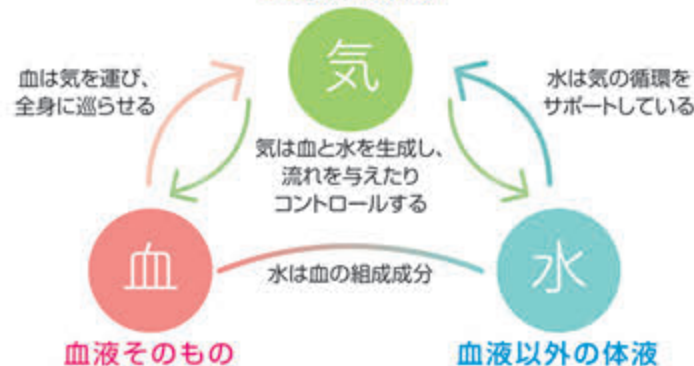 気
血は気を運び、
全身に巡らせる
水は気の循環を
サポートしている
気は血と水を生成し、
流れを与えたり
コントロールする
血
水は血の組成成分
水
血液そのもの
血液以外の体液